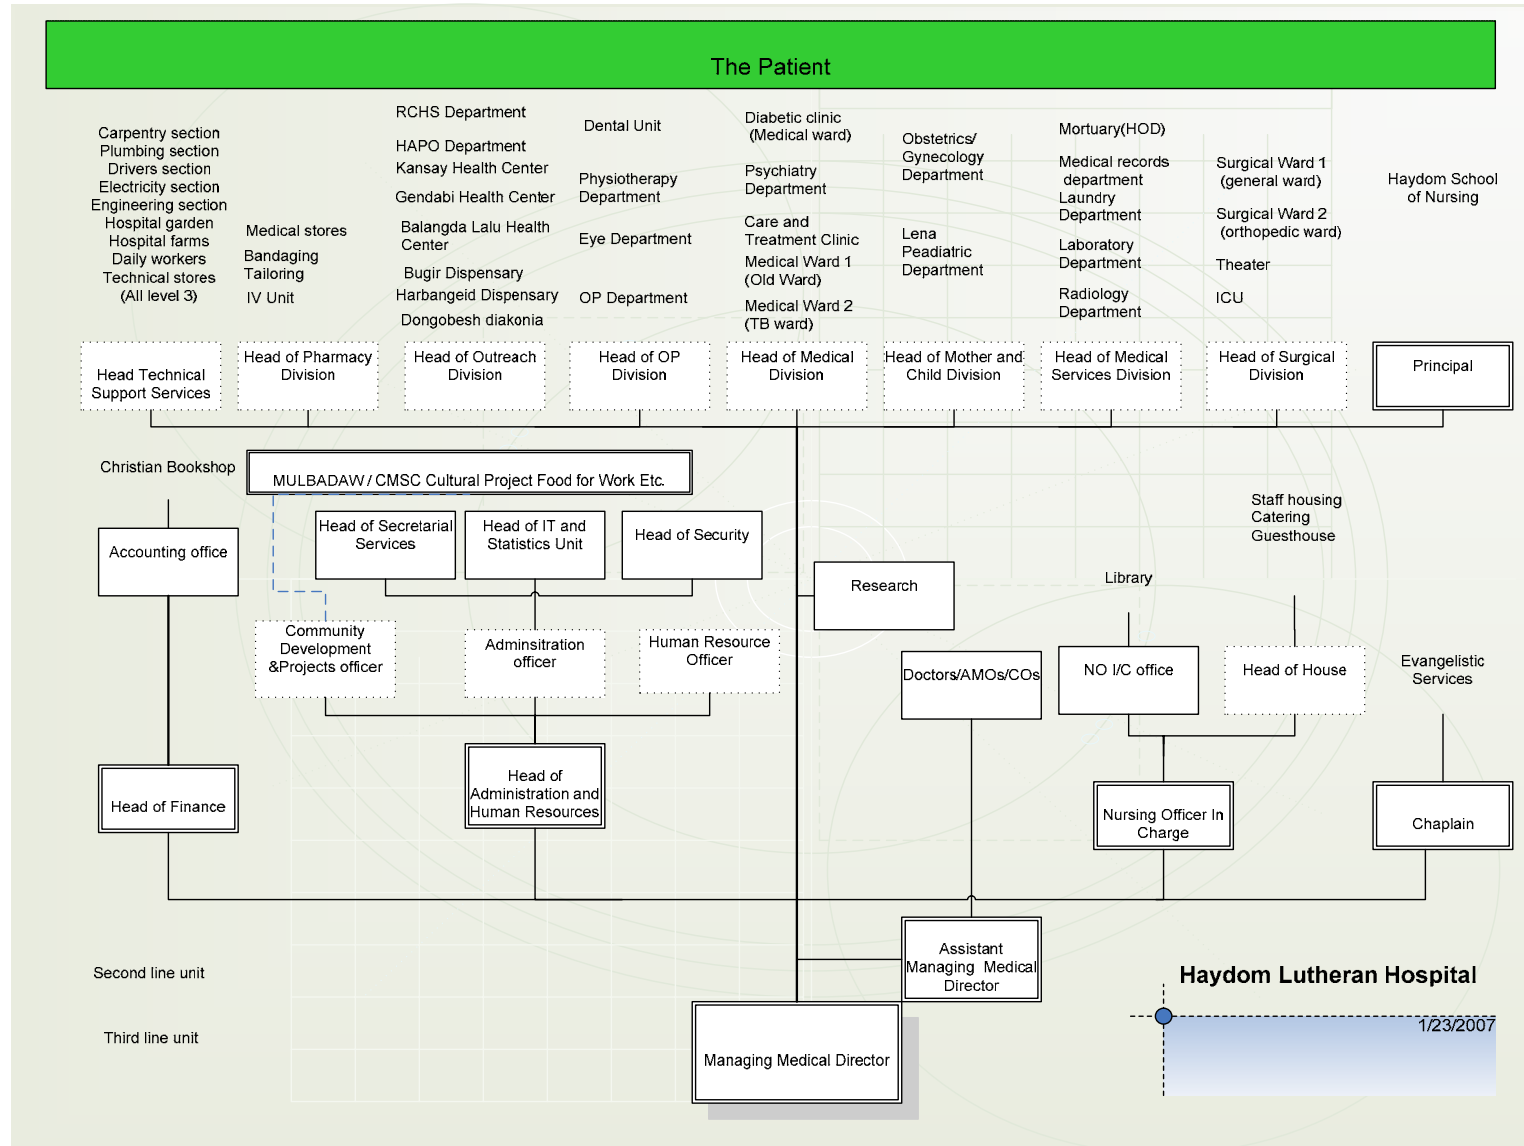 The Patient
Carpentry section
Plumbing section
Drivers section
Electricity section
Engineering section
Hospital garden
Hospital farms
Daily workers
Technical stores
(All level 3)
Medical stores
Bandaging
Tailoring
IV Unit
RCHS Department
HAPO Department
Kansay Health Center
Gendabi Health Center
Balangda Lalu Health
Center
Bugir Dispensary
Harbangeid Dispensary
Dongobesh diakonia
Dental Unit
Physiotherapy
Department
Eye Department
OP Department
Diabetic clinic
(Medical ward)
Psychiatry
Department
Care and
Treatment Clinic
Medical Ward 1
(Old Ward)
Medical Ward 2
(TB ward)
Obstetrics/
Gynecology
Department
Lena
Peadiatric
Department
Mortuary(HOD)
Medical records
department
Laundry
Department
Laboratory
Department
Radiology
Department
Surgical Ward 1
(general ward)
Surgical Ward 2
(orthopedic ward)
Theater
ICU
Haydom School
of Nursing
Head Technical
Support Services
Head of Pharmacy
Division
Head of Outreach
Division
Head of OP
Division
Head of Medical
Division
Head of Mother and
Child Division
Head of Medical
Services Division
Head of Surgical
Division
Principal
Christian Bookshop
MULBADAW / CMSC Cultural Project Food for Work Etc.
Accounting office
Head of Secretarial
Services
Head of IT and
Statistics Unit
Head of Security
Research
Staff housing
Catering
Guesthouse
Library
Community
Development
&Projects officer
Adminsitration
officer
Human Resource
Officer
Doctors/AMOs/COs
NO I/C office
Head of House
Evangelistic
Services
Head of Finance
Head of
Administration and
Human Resources
Nursing Officer In
Charge
Chaplain
Assistant
Managing Medical
Director
Second line unit
Third line unit
Managing Medical Director
Haydom Lutheran Hospital
1/23/2007